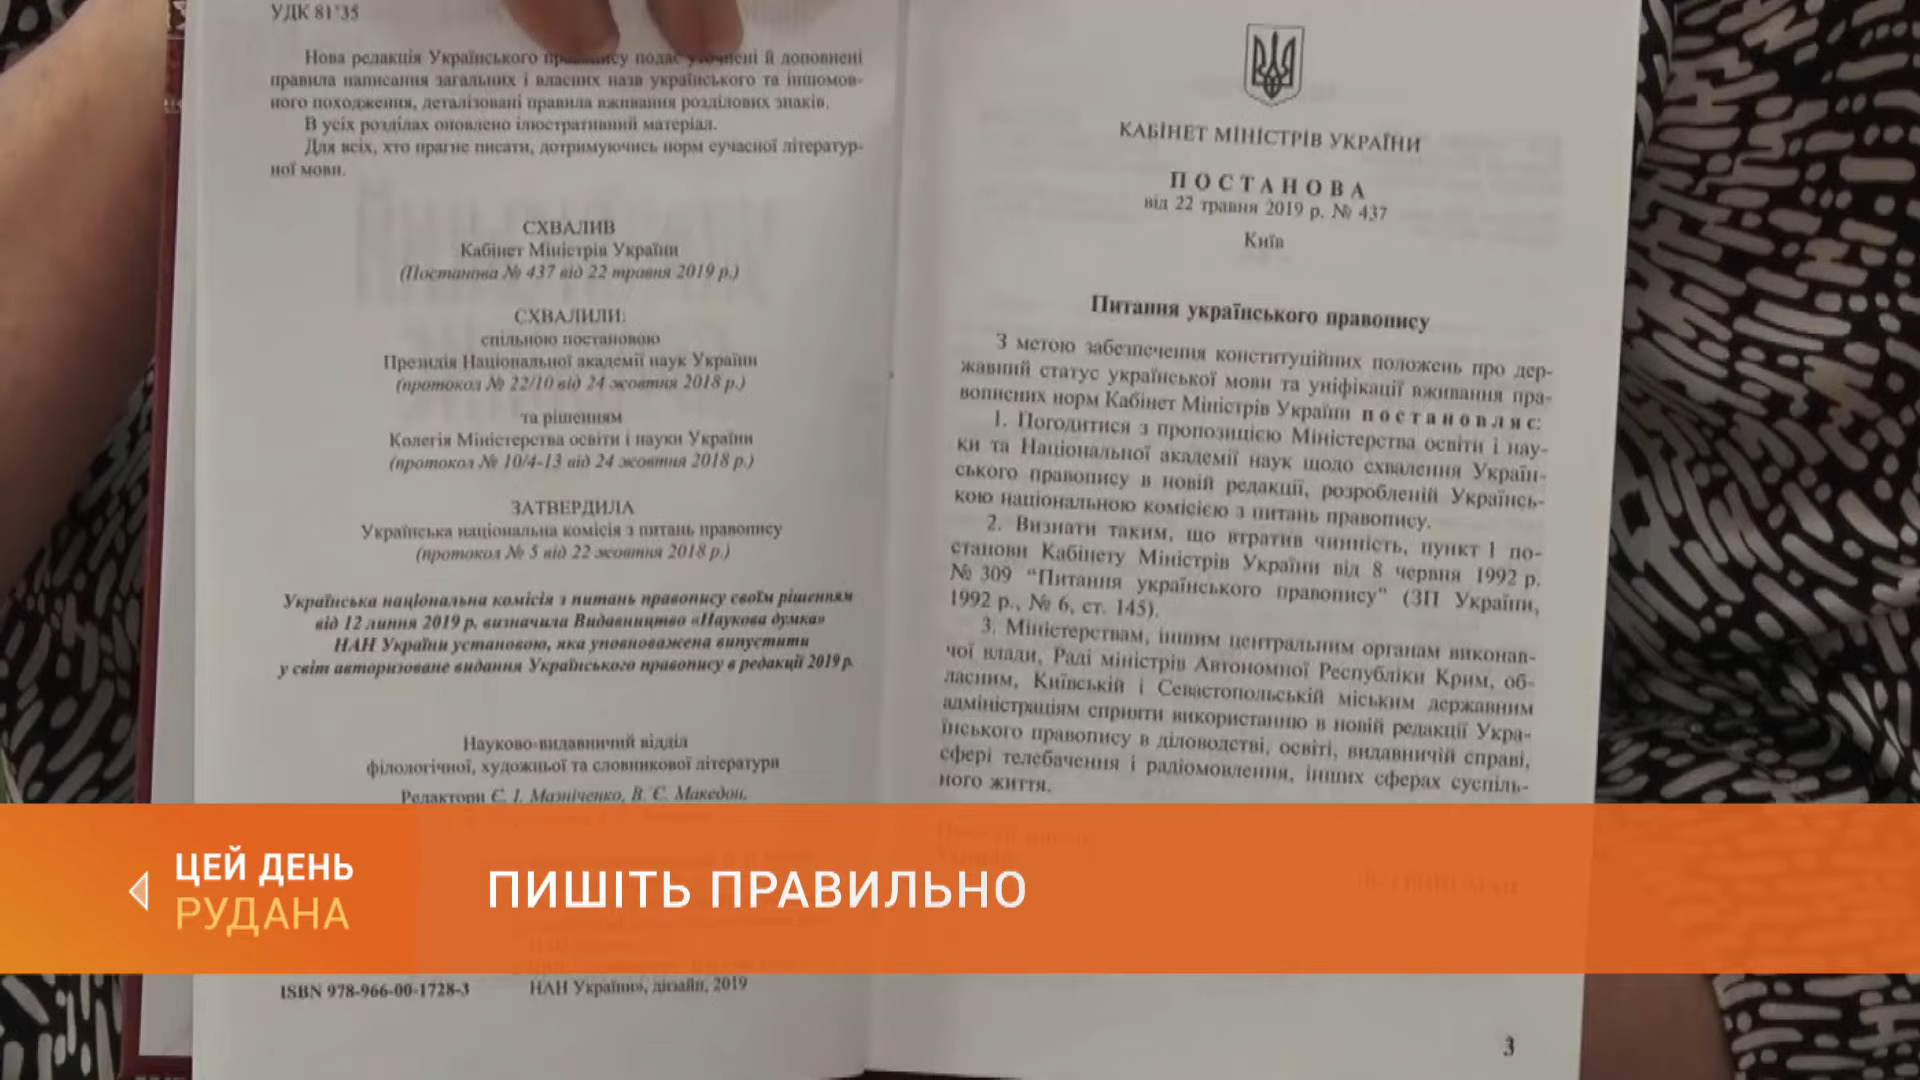 УДК 81'35
Нова редакція Українського правопису подає уточнені й доповнені
правила написання загальних і власних назв українського та іншомов-
ного походження, деталізовані правила вживання розділових знаків.
В усіх розділах оновлено ілюстративний матеріал.
Для всіх, хто прагне писати, дотримуючись норм сучасної літератур-
ної мови.
СХВАЛИВ
Кабінет Міністрів України
(Постанова № 437 від 22 травня 2019 р.)
СХВАЛИЛИ:
спільною постановою
Президія Національної академії наук України
(протокол № 22/10 від 24 жовтня 2018 р.)
та рішенням
Колегія Міністерства освіти і науки України
(протокол № 10/4-13 від 24 жовтня 2018 р.)
ЗАТВЕРДИЛА
Українська національна комісія з питань правопису
(протокол № 5 від 22 жовтня 2018 р.)
Українська національна комісія з питань правопису своїм рішенням
від 12 липня 2019 р. визначила Видавництво «Наукова думка»
НАН України установою, яка уповноважена випустити
у світ авторизоване видання Українського правопису в редакції 2019 р.
Науково-видавничий відділ
філологічної, художньої та словникової літератури
Редактори Є. І. Мазніченко, В. Є. Македон,
ISBN 978-966-00-1728-3
НАН України», дизайн, 2019
КАБІНЕТ МІНІСТРІВ УКРАЇНИ
ПОСТАНОВА
від 22 травня 2019 р. № 437
Київ
Питання українського правопису
З метою забезпечення конституційних положень про дер-
жавний статус української мови та уніфікації вживання пра-
вописних норм Кабінет Міністрів України постановляє:
1. Погодитися з пропозицією Міністерства освіти і нау-
ки та Національної академії наук щодо схвалення Україн-
ського правопису в новій редакції, розробленій Українсь-
кою національною комісією з питань правопису.
2. Визнати таким, що втратив чинність, пункт 1 по-
станови Кабінету Міністрів України від 8 червня 1992 р.
№ 309 "Питання українського правопису" (ЗП України,
1992 р., № 6, ст. 145).
3. Міністерствам, іншим центральним органам виконав-
чої влади, Раді міністрів Автономної Республіки Крим, об-
ласним, Київській і Севастопольській міським державним
адміністраціям сприяти використанню в новій редакції Укра-
їнського правопису в діловодстві, освіті, видавничій справі,
сфері телебачення і радіомовлення, інших сферах суспіль-
ного життя.
3
ЦЕЙ ДЕНЬ
РУДАНА
ПИШІТЬ ПРАВИЛЬНО